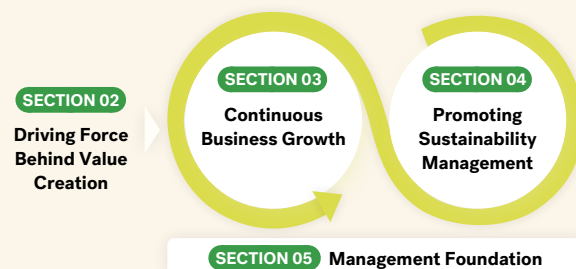 SECTION 02
Driving Force
Behind Value
Creation
SECTION 03
Continuous
Business Growth
SECTION 04
Promoting
Sustainability
Management
SECTION 05 Management Foundation